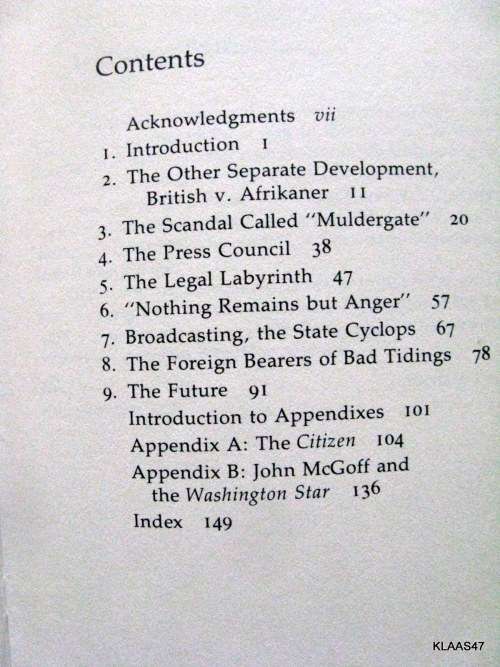 Contents
Acknowledgments vii
1. Introduction 1
2. The Other Separate Development,
British v. Afrikaner 11
3. The Scandal Called "Muldergate" 20
4. The Press Council 38
5. The Legal Labyrinth 47
6. "Nothing Remains but Anger" 57
7. Broadcasting, the State Cyclops 67
8. The Foreign Bearers of Bad Tidings 78
9. The Future 91
Introduction to Appendixes 101
Appendix A: The Citizen 104
Appendix B: John McGoff and
the Washington Star 136
Index 149
KLAAS47